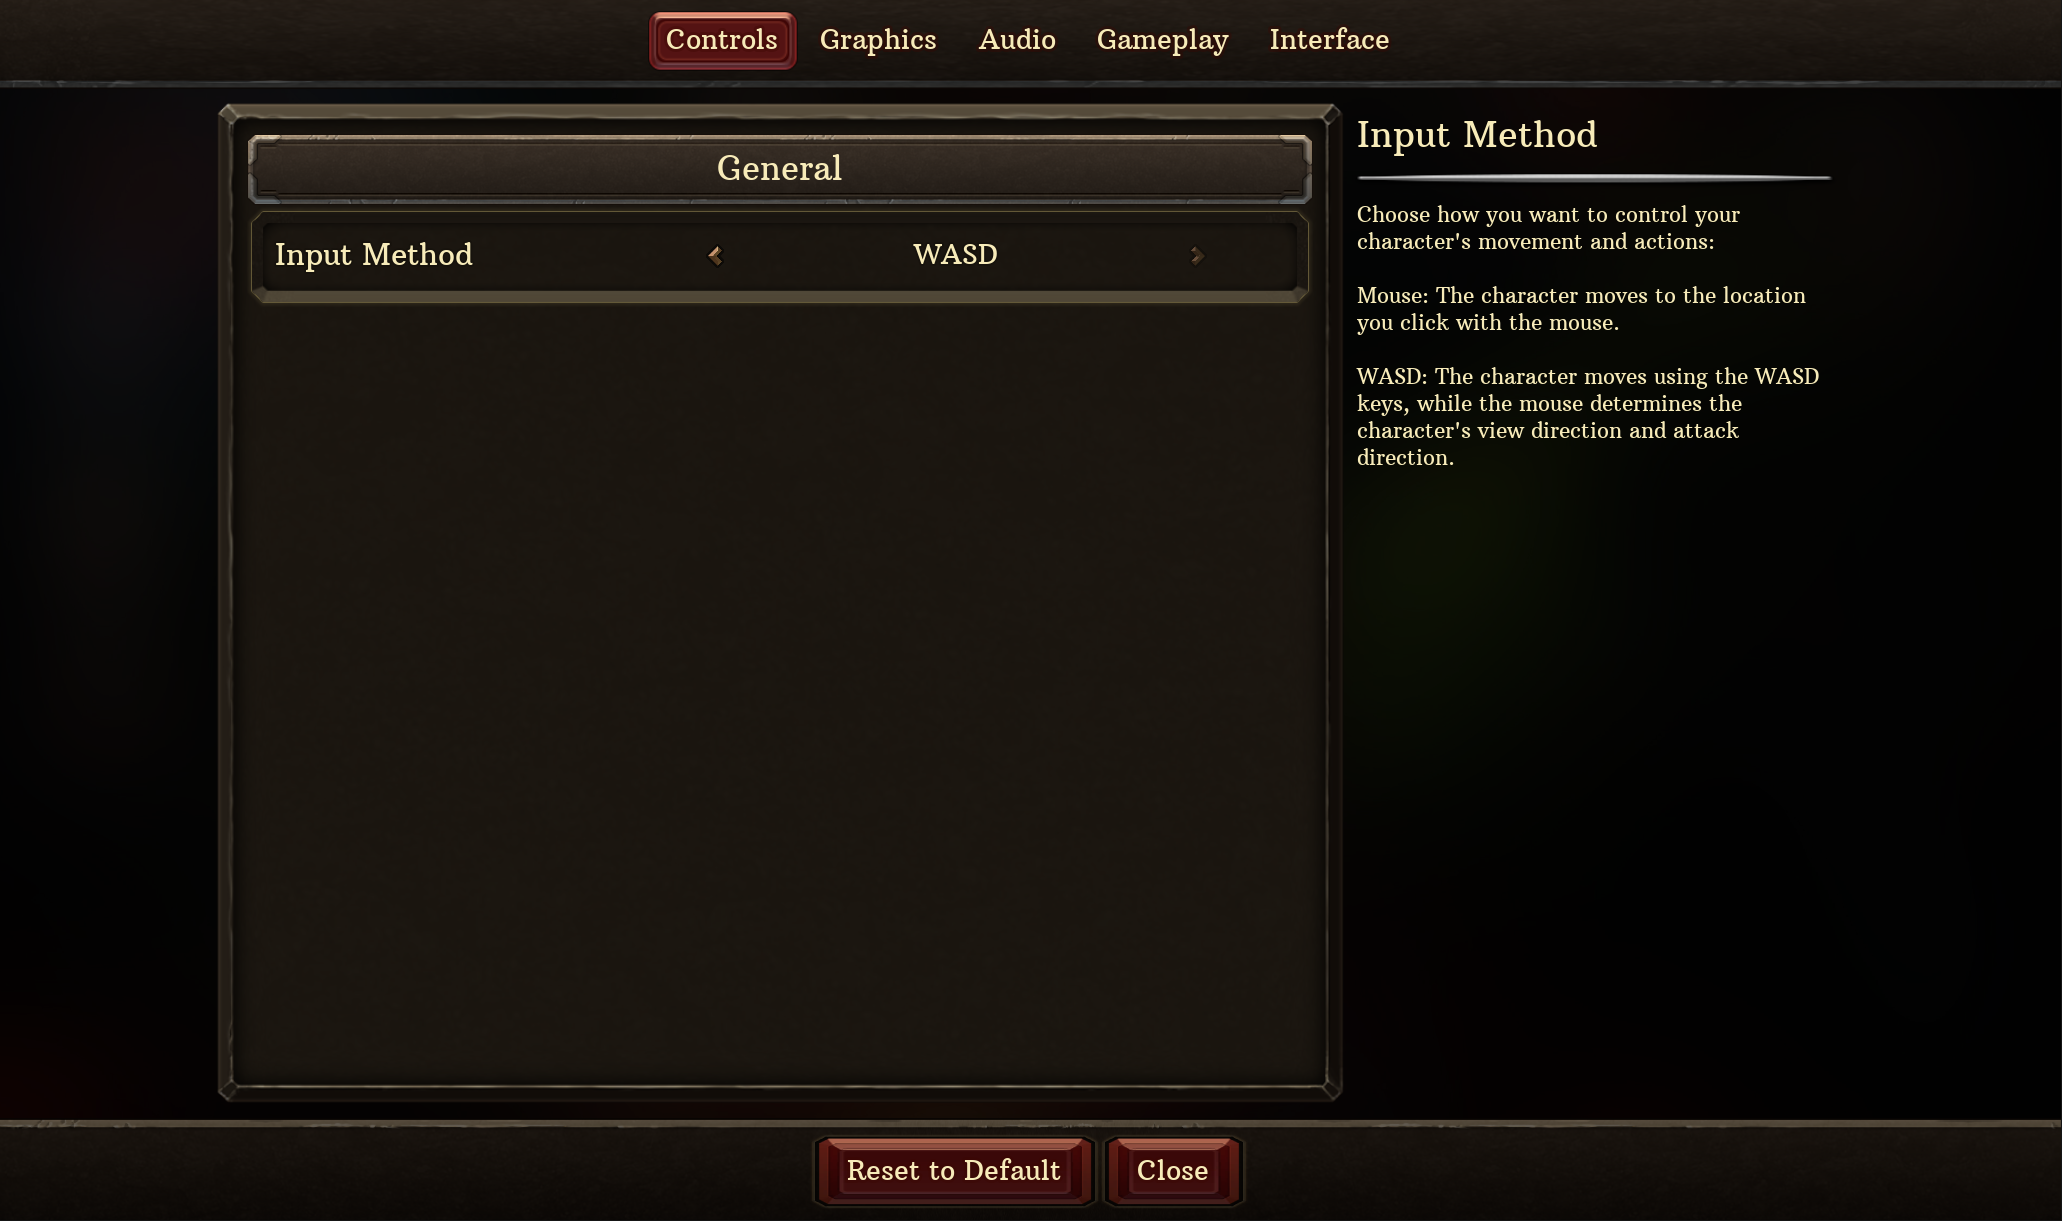 Controls Graphics Audio Gameplay Interface
General
Input Method WASD
Input Method
Choose how you want to control your
character's movement and actions:
Mouse: The character moves to the location
you click with the mouse.
WASD: The character moves using the WASD
keys, while the mouse determines the
character's view direction and attack
direction.
Reset to Default Close